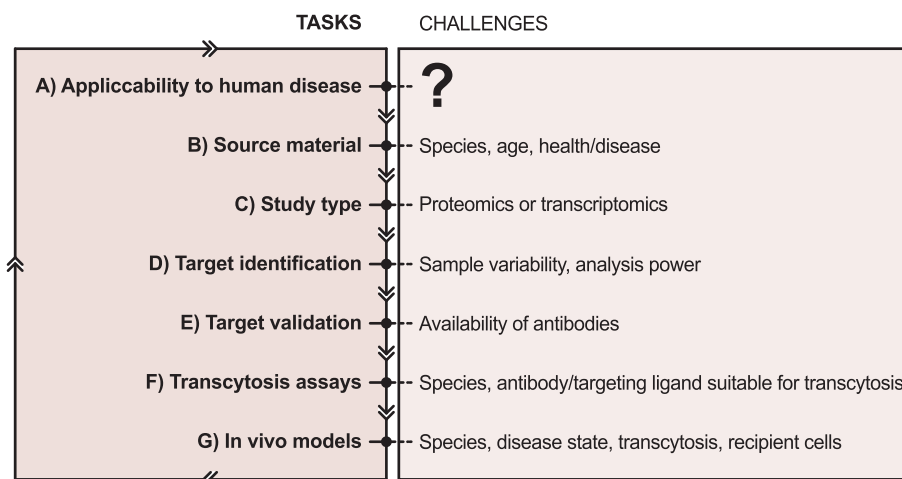 TASKS CHALLENGES
A) Appliccability to human disease ?
B) Source material Species, age, health/disease
C) Study type Proteomics or transcriptomics
D) Target identification Sample variability, analysis power
E) Target validation Availability of antibodies
F) Transcytosis assays Species, antibody/targeting ligand suitable for transcytosis
G) In vivo models Species, disease state, transcytosis, recipient cells